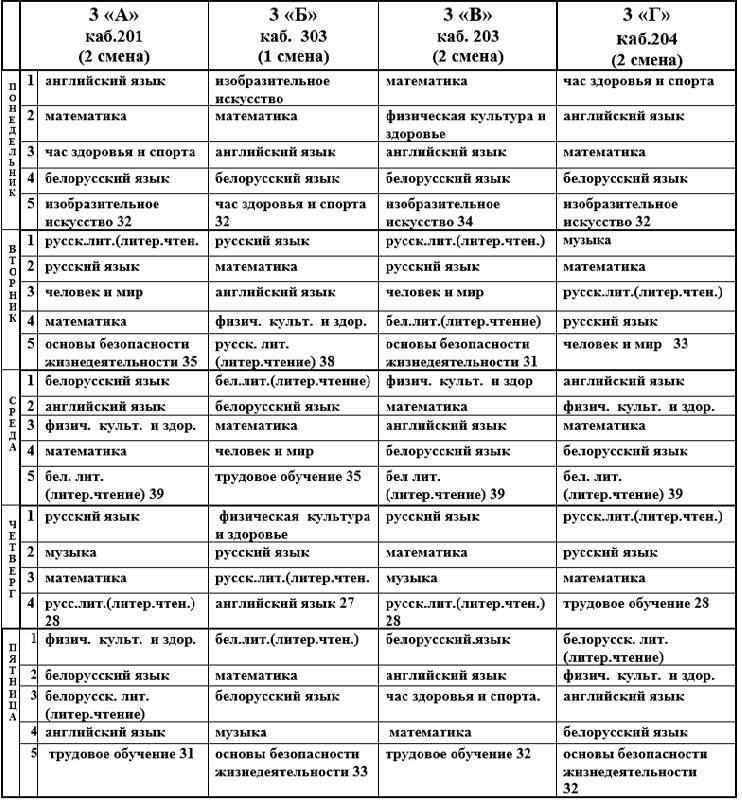 3 «А» 3 «Б» 3 «В» 3 «Г»
каб.201 каб. 303 каб. 203 каб.204
(2 смена) (1 смена) (2 смена) (2 смена)
ПОНЕДЕЛЬНИК
1 английский язык изобразительное искусство математика час здоровья и спорта
2 математика математика физическая культура и здоровье английский язык
3 час здоровья и спорта английский язык английский язык математика
4 белорусский язык белорусский язык белорусский язык белорусский язык
5 изобразительное искусство 32 час здоровья и спорта 32 изобразительное искусство 34 изобразительное искусство 32
ВТОРНИК
1 русск.лит.(литер.чтен. русский язык русск.лит.(литер.чтен.) музыка
2 русский язык математика русский язык математика
3 человек и мир английский язык человек и мир русск.лит.(литер.чтен.)
4 математика физич. культ. и здор. бел.лит.(литер.чтение) русский язык
5 основы безопасности жизнедеятельности 35 русск. лит. (литер.чтение) 38 основы безопасности жизнедеятельности 31 человек и мир 33
СРЕДА
1 белорусский язык бел.лит.(литер.чтение) физич. культ. и здор английский язык
2 английский язык белорусский язык математика физич. культ. и здор.
3 физич. культ. и здор. математика английский язык математика
4 математика человек и мир белорусский язык белорусский язык
5 бел. лит. (литер.чтение) 39 трудовое обучение 35 бел лит. (литер.чтение) 39 бел. лит. (литер.чтение) 39
ЧЕТВЕРГ
1 русский язык физическая культура и здоровье русский язык русск.лит.(литер.чтен.)
2 музыка русский язык математика русский язык
3 математика русск.лит.(литер.чтен. музыка математика
4 русс.лит.(литер.чтен.) 28 английский язык 27 русск.лит.(литер.чтен.) 28 трудовое обучение 28
ПЯТНИЦА
1 физич. культ. и здор. бел.лит.(литер.чтен.) белорусский.язык белорусск. лит. (литер.чтение)
2 белорусский язык математика английский язык физич. культ. и здор.
3 белорусск. лит. (литер.чтение) белорусский язык час здоровья и спорта. английский язык
4 английский язык музыка математика белорусский язык
5 трудовое обучение 31 основы безопасности жизнедеятельности 33 трудовое обучение 32 основы безопасности жизнедеятельности 32